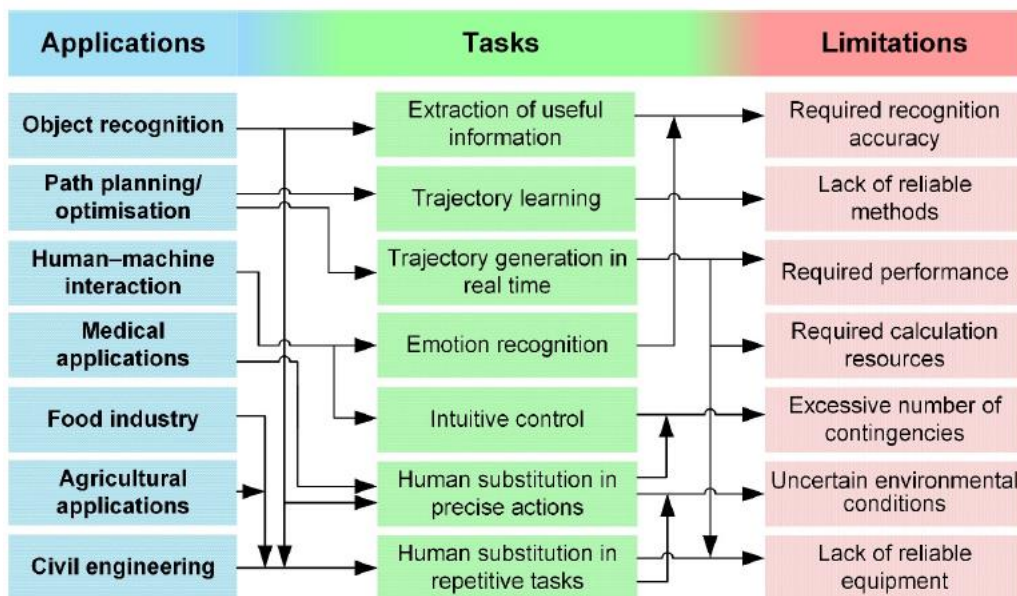 Applications
Tasks
Limitations
Object recognition
Extraction of useful
information
Required recognition
accuracy
Path planning/
optimisation
Trajectory learning
Lack of reliable
methods
Human–machine
interaction
Trajectory generation in
real time
Required performance
Medical
applications
Emotion recognition
Required calculation
resources
Food industry
Intuitive control
Excessive number of
contingencies
Agricultural
applications
Human substitution in
precise actions
Uncertain environmental
conditions
Civil engineering
Human substitution in
repetitive tasks
Lack of reliable
equipment